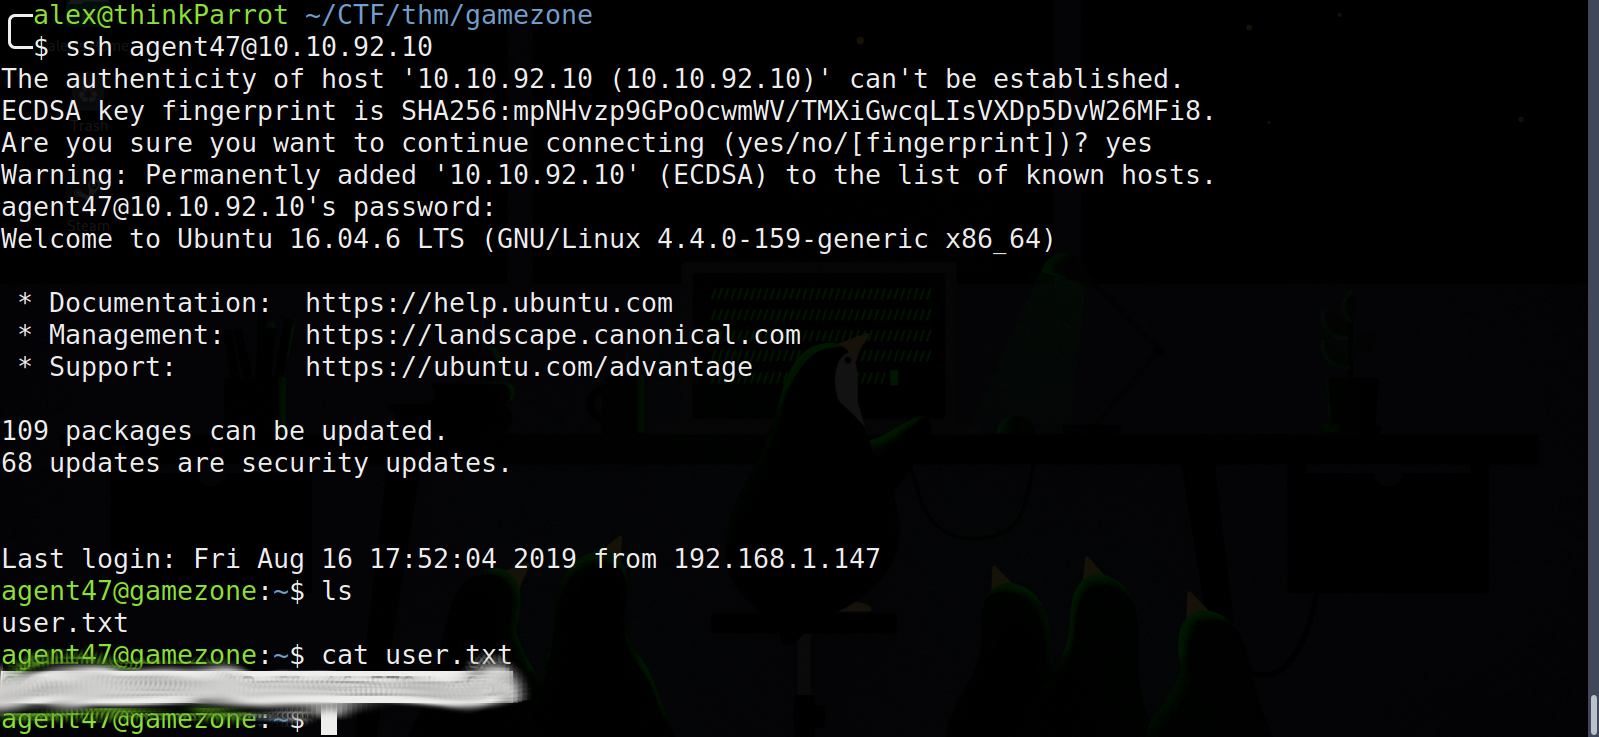 alex@thinkParrot ~/CTF/thm/gamezone
$ ssh agent47@10.10.92.10
The authenticity of host '10.10.92.10 (10.10.92.10)' can't be established.
ECDSA key fingerprint is SHA256:mpNHvzp9GPoOcwmWV/TMXiGwcqLIsVXDp5DvW26MFi8.
Are you sure you want to continue connecting (yes/no/[fingerprint])? yes
Warning: Permanently added '10.10.92.10' (ECDSA) to the list of known hosts.
agent47@10.10.92.10's password:
Welcome to Ubuntu 16.04.6 LTS (GNU/Linux 4.4.0-159-generic x86_64)
* Documentation:  https://help.ubuntu.com
* Management:     https://landscape.canonical.com
* Support:        https://ubuntu.com/advantage
109 packages can be updated.
68 updates are security updates.
Last login: Fri Aug 16 17:52:04 2019 from 192.168.1.147
agent47@gamezone:~$ ls
user.txt
agent47@gamezone:~$ cat user.txt
agent47@gamezone:~$